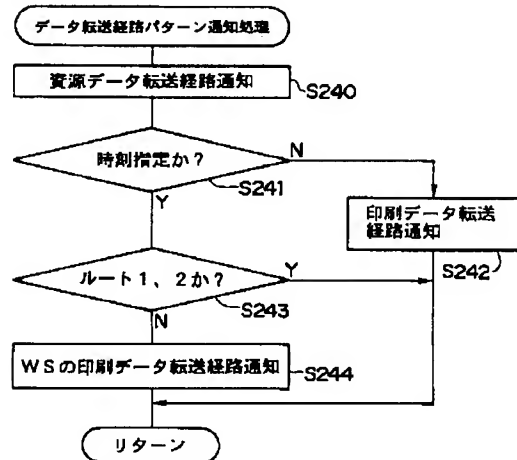 データ転送経路パターン通知処理
資源データ転送経路通知
S240
時刻指定か?
N
S241
Y
印刷データ転送
経路通知
S242
ルート1、2か?
Y
S243
N
WSの印刷データ転送経路通知
S244
リターン